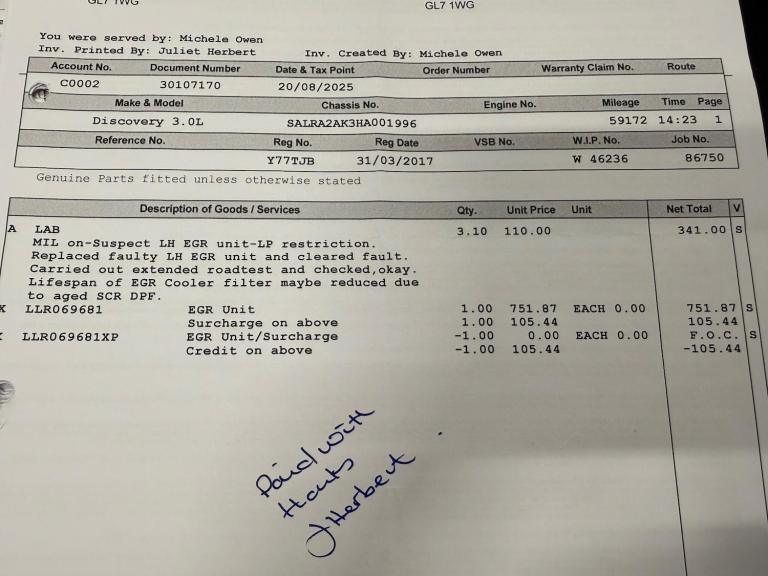 GL7 1WG GL7 1WG
You were served by: Michele Owen
Inv. Printed By: Juliet Herbert Inv. Created By: Michele Owen
Account No. Document Number Date & Tax Point Order Number Warranty Claim No. Route
C0002 30107170 20/08/2025
Make & Model Chassis No. Engine No. Mileage Time Page
Discovery 3.0L SALRA2AK3HA001996 59172 14:23 1
Reference No. Reg No. Reg Date VSB No. W.I.P. No. Job No.
Y77TJB 31/03/2017 W 46236 86750
Genuine Parts fitted unless otherwise stated
Description of Goods / Services Qty. Unit Price Unit Net Total V
A LAB 3.10 110.00 341.00 S
MIL on-Suspect LH EGR unit-LP restriction.
Replaced faulty LH EGR unit and cleared fault.
Carried out extended roadtest and checked,okay.
Lifespan of EGR Cooler filter maybe reduced due
to aged SCR DPF.
LLR069681 EGR Unit 1.00 751.87 EACH 0.00 751.87 S
Surcharge on above 1.00 105.44 105.44
LLR069681XP EGR Unit/Surcharge -1.00 0.00 EACH 0.00 F.O.C. S
Credit on above -1.00 105.44 -105.44
Paid with
thanks
JHerbert